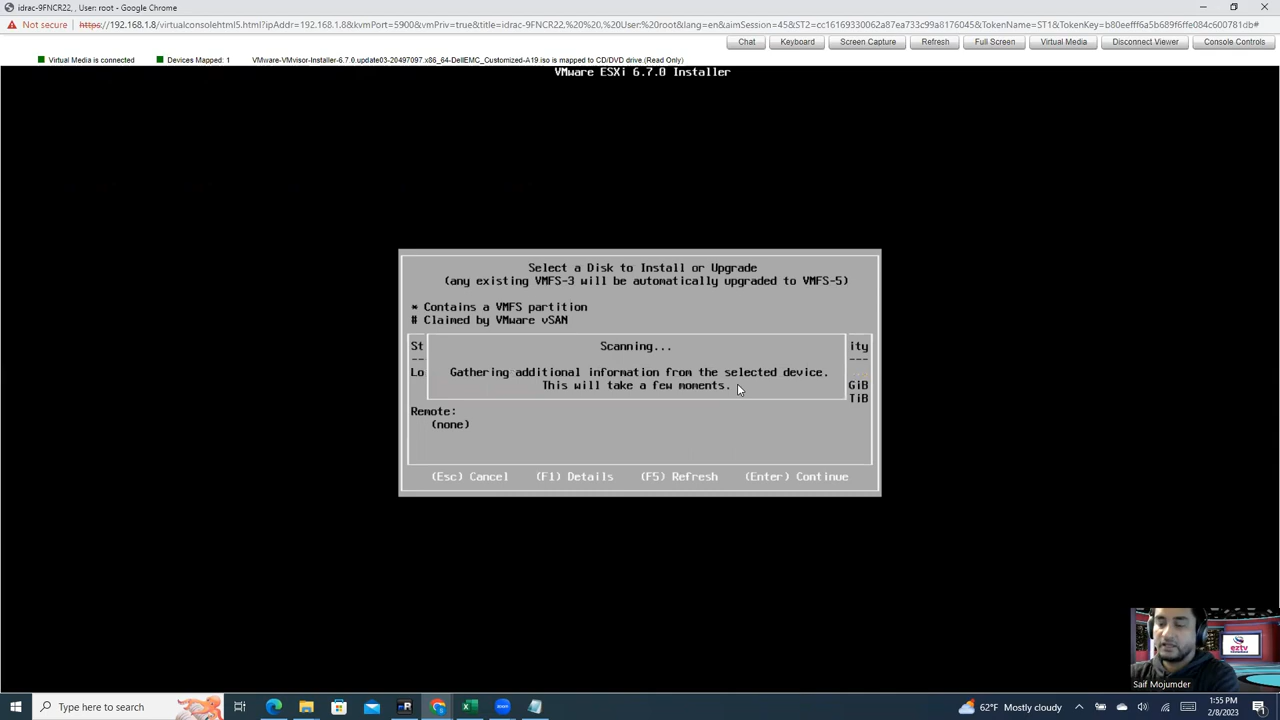 idrac-9FNCR22, , User: root - Google Chrome
Not secure
https://192.168.1.8/virtualconsolehtml5.html?ipAddr=192.168.1.8&kvmPort=5900&vmPriv=true&title=idrac-9FNCR22,%20%20,%20User:%20root&lang=en&aimSession=45&ST2=cc16169330062a87ea733c99a8176045&TokenName=ST1&TokenKey=b80eefff6a5b689f6ffe084c600781db#
Chat
Keyboard
Screen Capture
Refresh
Full Screen
Virtual Media
Disconnect Viewer
Console Controls
Virtual Media is connected
Devices Mapped: 1
VMware-VMvisor-Installer-6.7.0.update03-20497097.x86_64-DellEMC_Customized-A19.iso is mapped to CD/DVD drive (Read Only)
VMware ESXi 6.7.0 Installer
Select a Disk to Install or Upgrade
(any existing VMFS-3 will be automatically upgraded to VMFS-5)
* Contains a VMFS partition
# Claimed by VMware vSAN
St
ity
Scanning...
Lo
Gathering additional information from the selected device.
This will take a few moments.
GiB
TiB
Remote:
(none)
(Esc) Cancel (F1) Details (F5) Refresh (Enter) Continue
eztv
Saif Mojumder
Type here to search
62°F Mostly cloudy
1:55 PM
2/8/2023